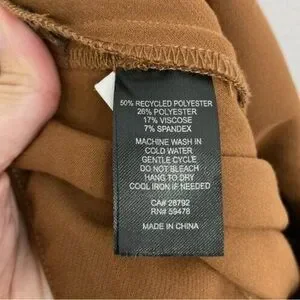 50% RECYCLED POLYESTER
26% POLYESTER
17% VISCOSE
7% SPANDEX
MACHINE WASH IN
COLD WATER
GENTLE CYCLE
DO NOT BLEACH
HANG TO DRY
COOL IRON IF NEEDED
CA# 28792
RN# 59478
MADE IN CHINA